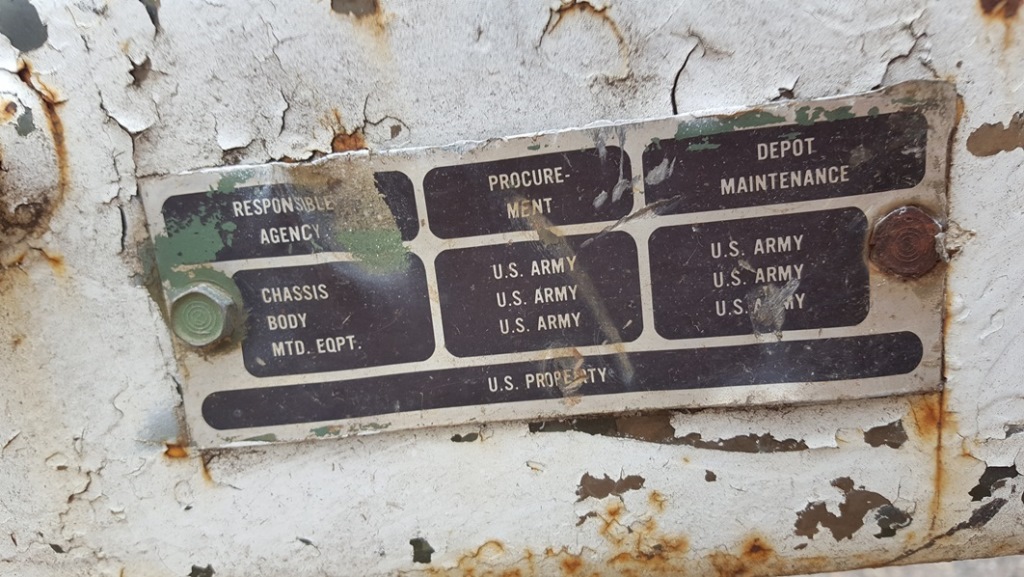 RESPONSIBLE
AGENCY
PROCURE-
MENT
DEPOT
MAINTENANCE
CHASSIS
BODY
MTD. EQPT.
U.S. ARMY
U.S. ARMY
U.S. ARMY
U.S. ARMY
U.S. ARMY
U.S. ARMY
U.S. PROPERTY